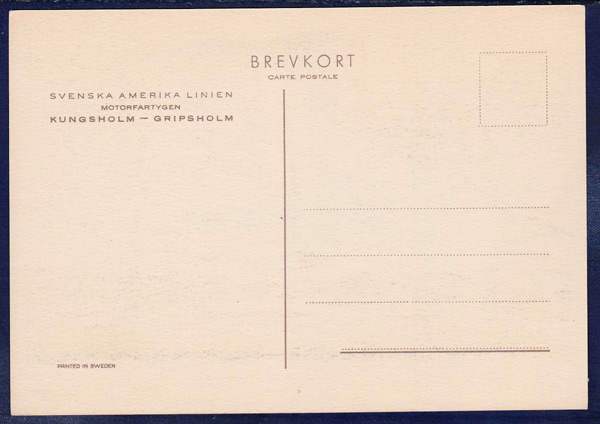 BREVKORT
CARTE POSTALE
SVENSKA AMERIKA LINIEN
MOTORFARTYGEN
KUNGSHOLM — GRIPSHOLM
PRINTED IN SWEDEN